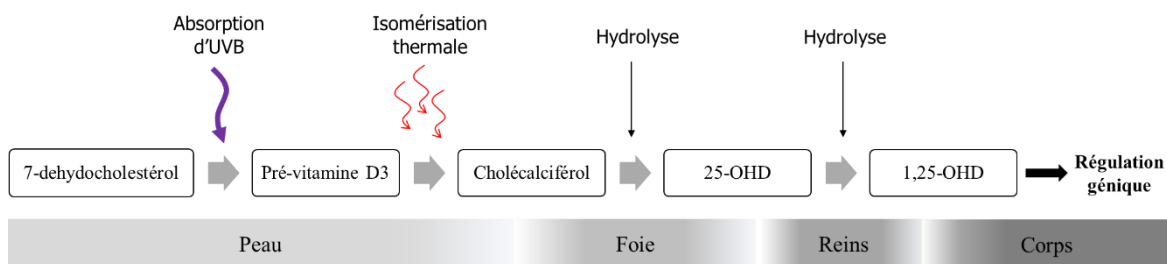 Absorption
d'UVB
Isomérisation
thermale
Hydrolyse
Hydrolyse
7-dehydocholestérol
Pré-vitamine D3
Cholécalciférol
25-OHD
1,25-OHD
Régulation
génique
Peau
Foie
Reins
Corps